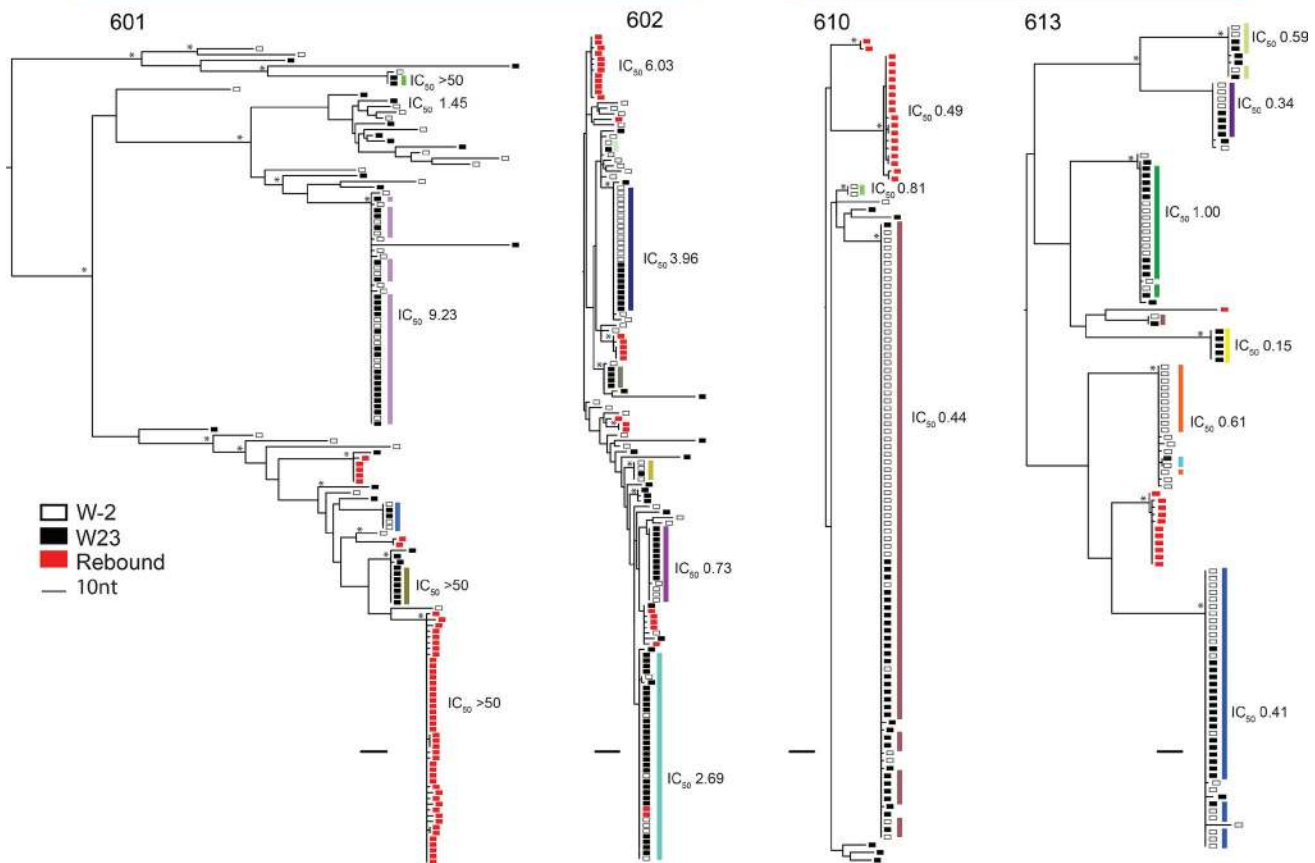 601
602
610
613
IC50 >50
IC50 1.45
IC50 9.23
IC50 >50
IC50 >50
W-2
W23
Rebound
10nt
IC50 6.03
IC50 3.96
IC50 0.73
IC50 2.69
IC50 0.49
IC50 0.81
IC50 0.44
IC50 0.59
IC50 0.34
IC50 1.00
IC50 0.15
IC50 0.61
IC50 0.41